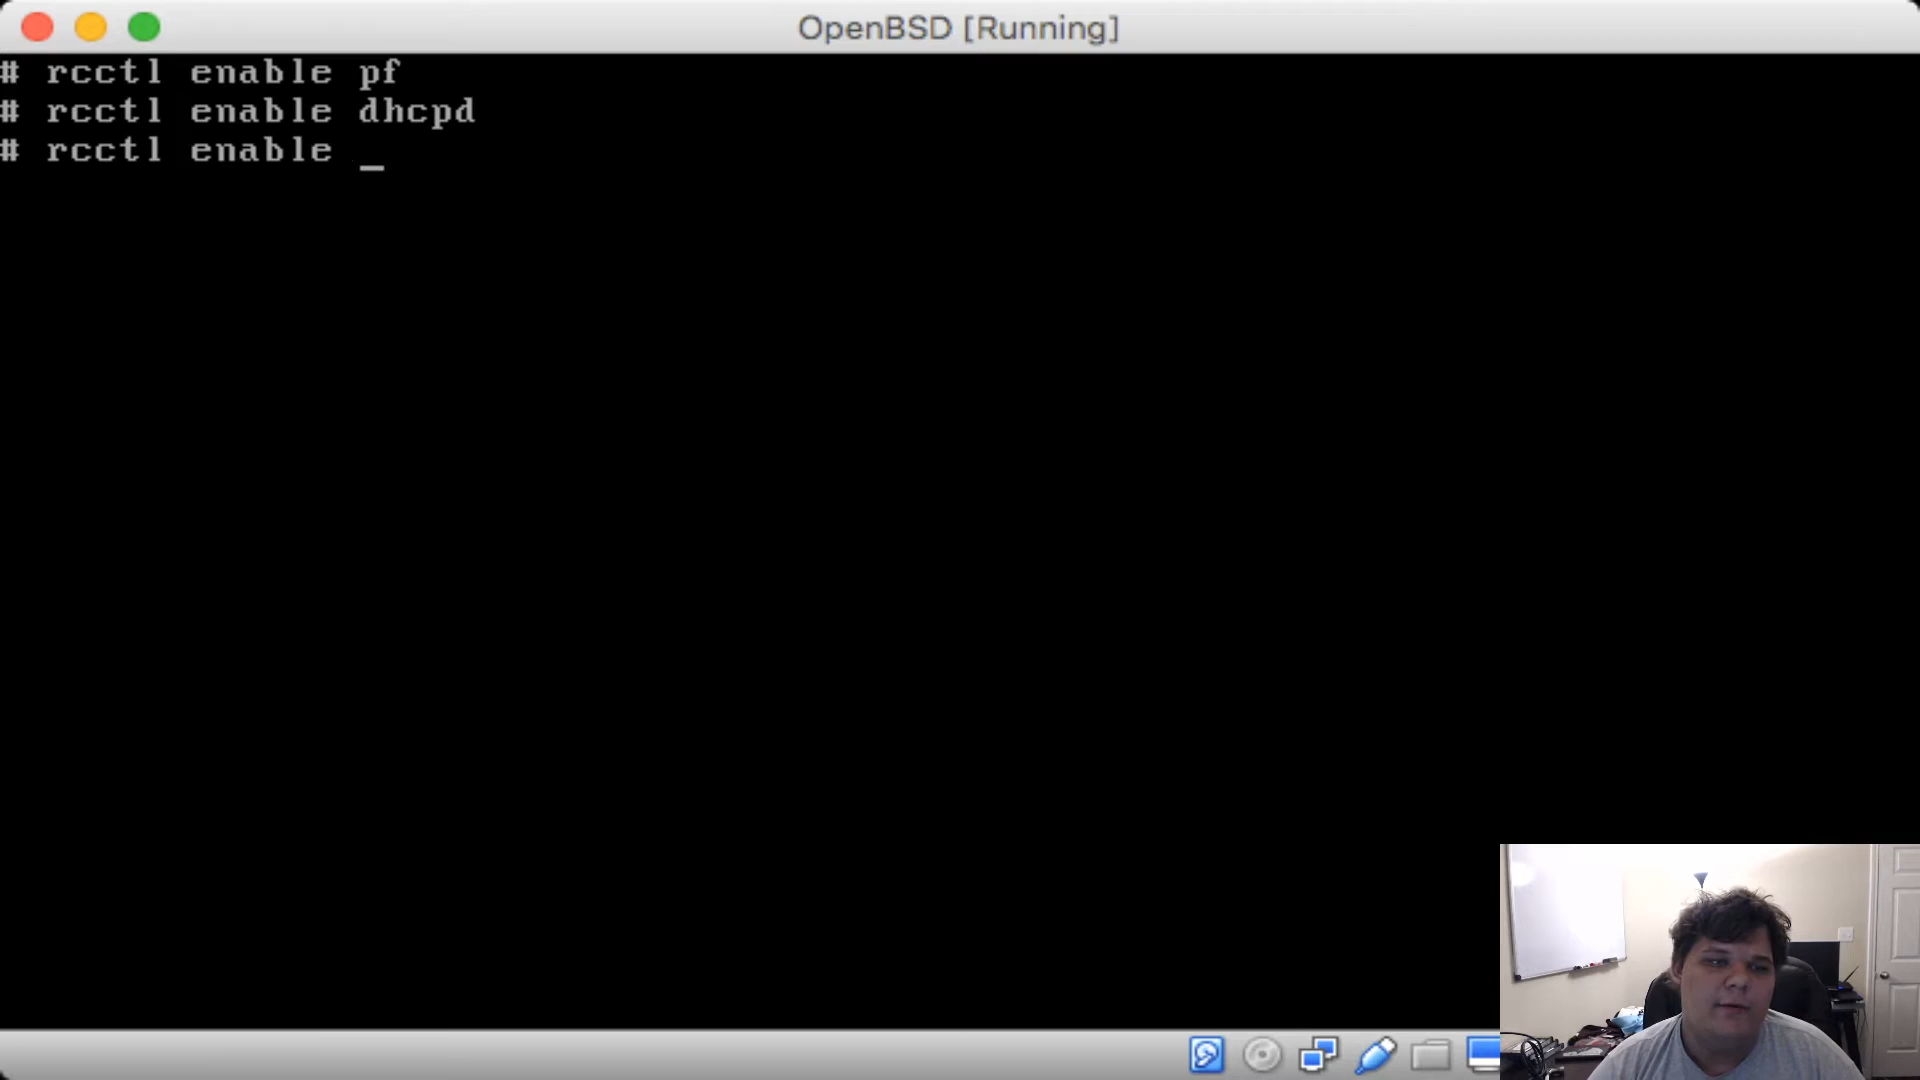 OpenBSD [Running]
# rcctl enable pf
# rcctl enable dhcpd
# rcctl enable _